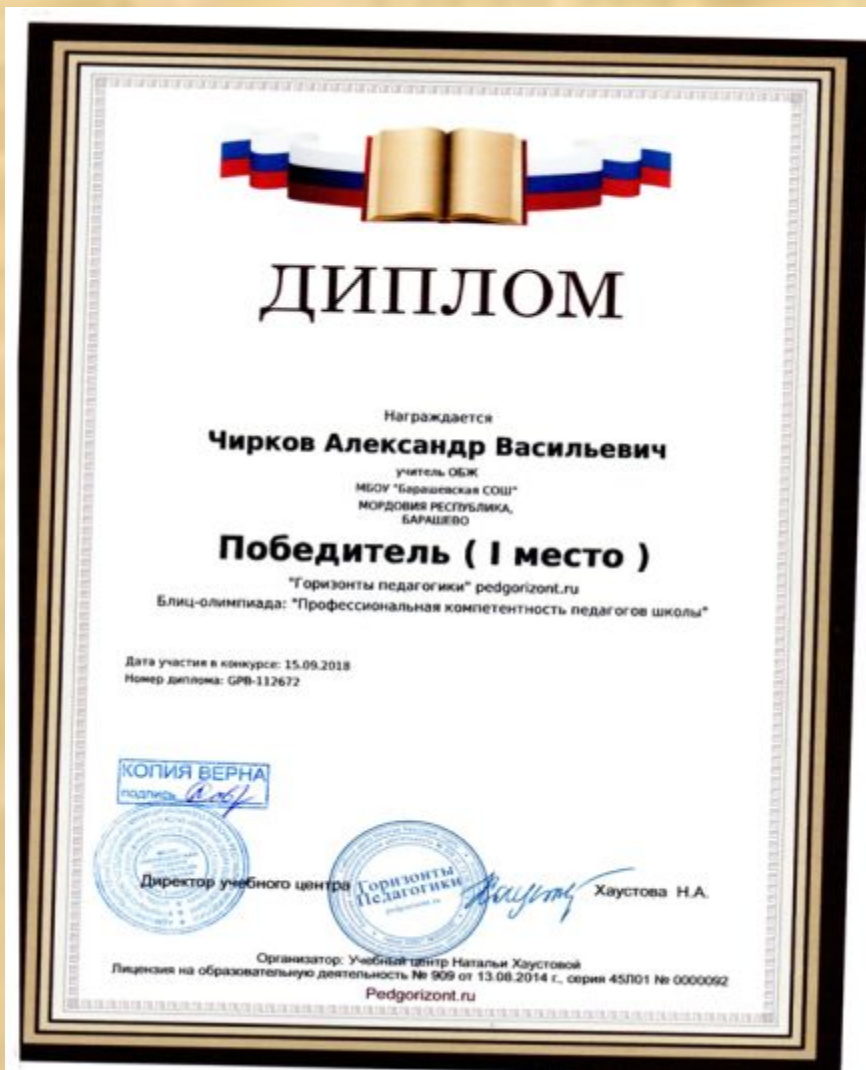 ДИПЛОМ
Награждается
Чирков Александр Васильевич
учитель ОБЖ
МБОУ "Барашевская СОШ"
МОРДОВИЯ РЕСПУБЛИКА,
БАРАШЕВО
Победитель ( I место )
"Горизонты педагогики" pedgorizont.ru
Блиц-олимпиада: "Профессиональная компетентность педагогов школы"
Дата участия в конкурсе: 15.09.2018
Номер диплома: GPB-112672
КОПИЯ ВЕРНА
подпись
Директор учебного центра
Горизонты
Педагогики
pedgorizont.ru
Хаустова Н.А.
Организатор: Учебный центр Натальи Хаустовой
Лицензия на образовательную деятельность № 909 от 13.08.2014 г., серия 45Л01 № 0000092
Pedgorizont.ru